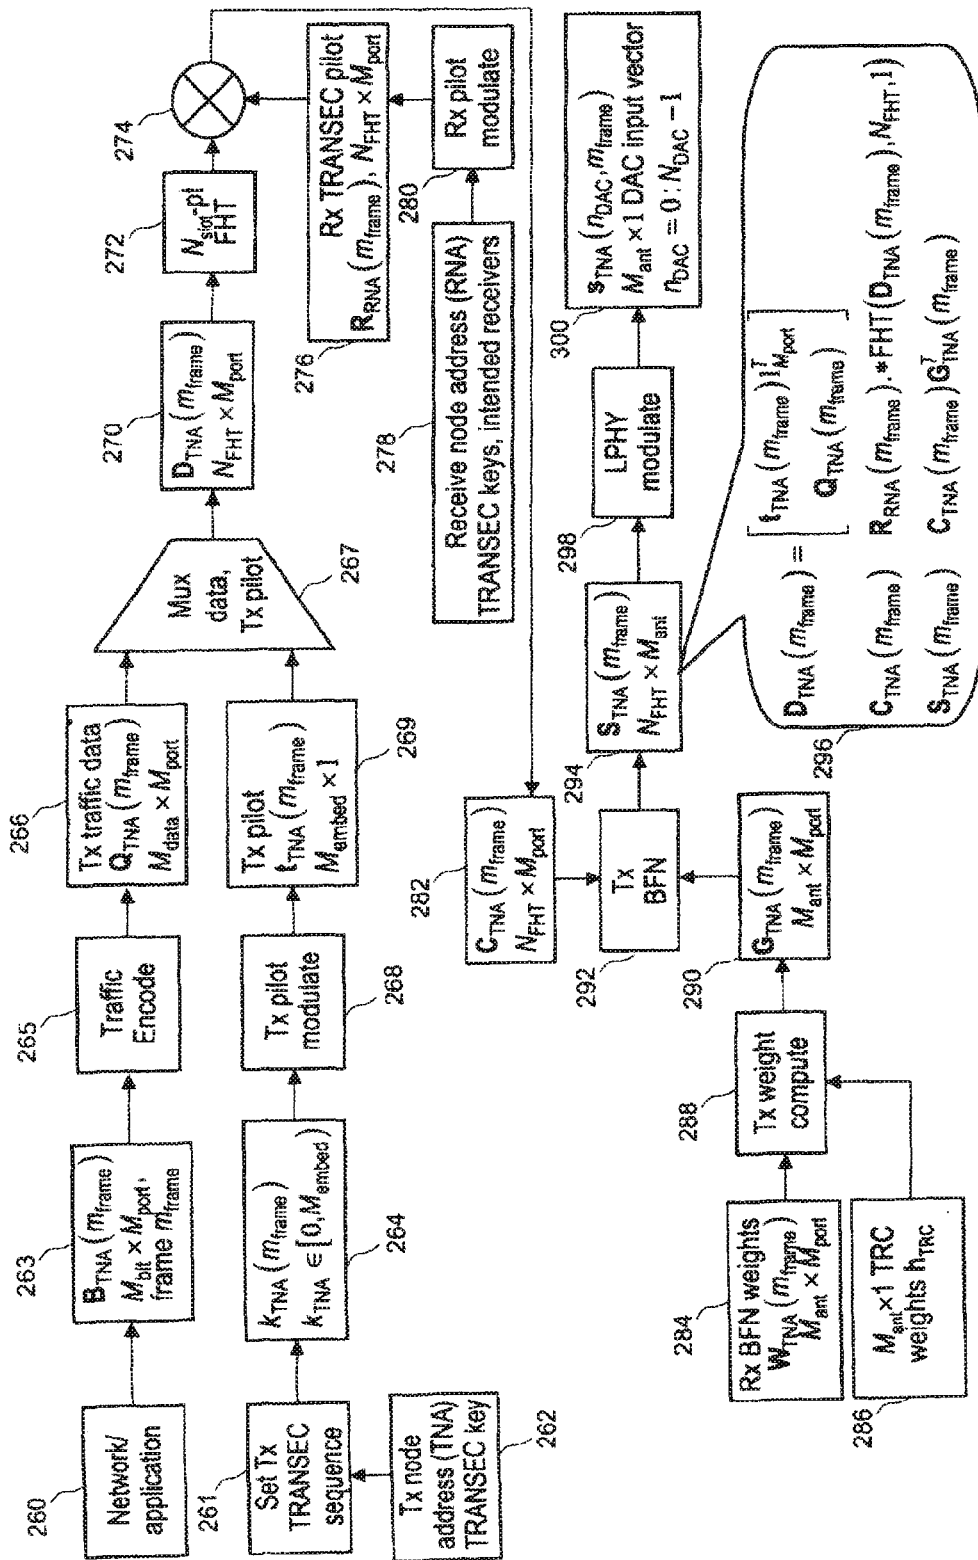 260
Network/
application
263
B_TNA(m_frame)
M_bit × M_port,
frame m_frame
265
Traffic
Encode
266
Tx traffic data
Q_TNA(m_frame)
M_data × M_port
261
Set Tx
TRANSEC
sequence
262
Tx node
address (TNA)
TRANSEC key
264
k_TNA(m_frame)
k_TNA ∈ [0, M_embed)
268
Tx pilot
modulate
269
Tx pilot
t_TNA(m_frame)
M_embed × 1
267
Mux
data,
Tx pilot
270
D_TNA(m_frame)
N_FHT × M_port
272
N_slot-pt
FHT
274
276
Rx TRANSEC pilot
R_RNA(m_frame), N_FHT × M_port
278
Receive node address (RNA)
TRANSEC keys, intended receivers
280
Rx pilot
modulate
282
C_TNA(m_frame)
N_FHT × M_port
284
Rx BFN weights
W_TNA(m_frame)
M_ant × M_port
286
M_ant×1 TRC
weights h_TRC
288
Tx weight
compute
290
G_TNA(m_frame)
M_ant × M_port
292
Tx
BFN
294
S_TNA(m_frame)
N_FHT × M_ant
298
LPHY
modulate
300
s_TNA(n_DAC, m_frame)
M_ant × 1 DAC input vector
n_DAC = 0 : N_DAC − 1
296
D_TNA(m_frame) = [ t_TNA(m_frame) 1^T_M_port
Q_TNA(m_frame) ]
C_TNA(m_frame) R_RNA(m_frame).*FHT(D_TNA(m_frame), N_FHT, 1)
S_TNA(m_frame) C_TNA(m_frame) G^T_TNA(m_frame)